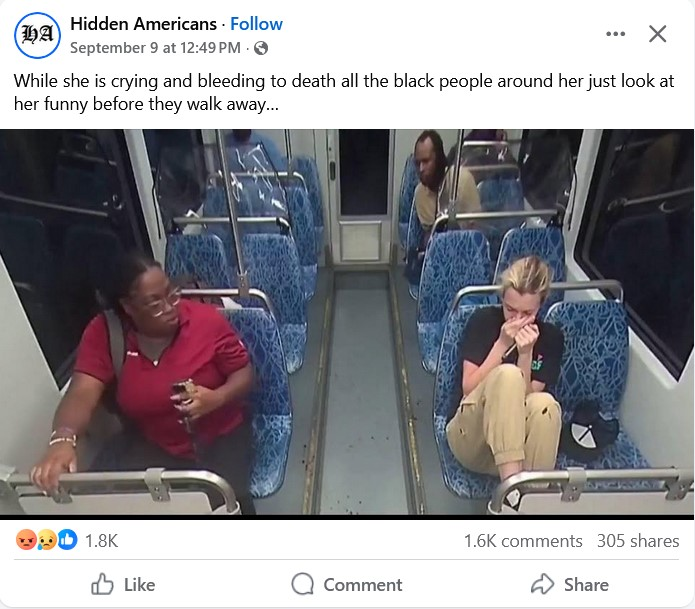 HA
Hidden Americans · Follow
September 9 at 12:49 PM ·
While she is crying and bleeding to death all the black people around her just look at
her funny before they walk away...
1.8K
1.6K comments 305 shares
Like
Comment
Share